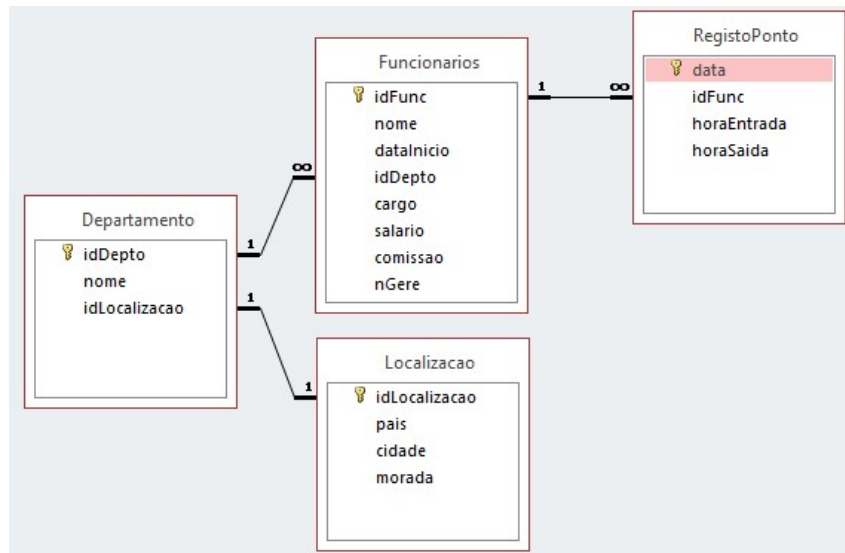 Funcionarios
idFunc
nome
dataInicio
idDepto
cargo
salario
comissao
nGere
RegistoPonto
data
idFunc
horaEntrada
horaSaida
1
∞
∞
1
Departamento
idDepto
nome
idLocalizacao
1
1
Localizacao
idLocalizacao
pais
cidade
morada